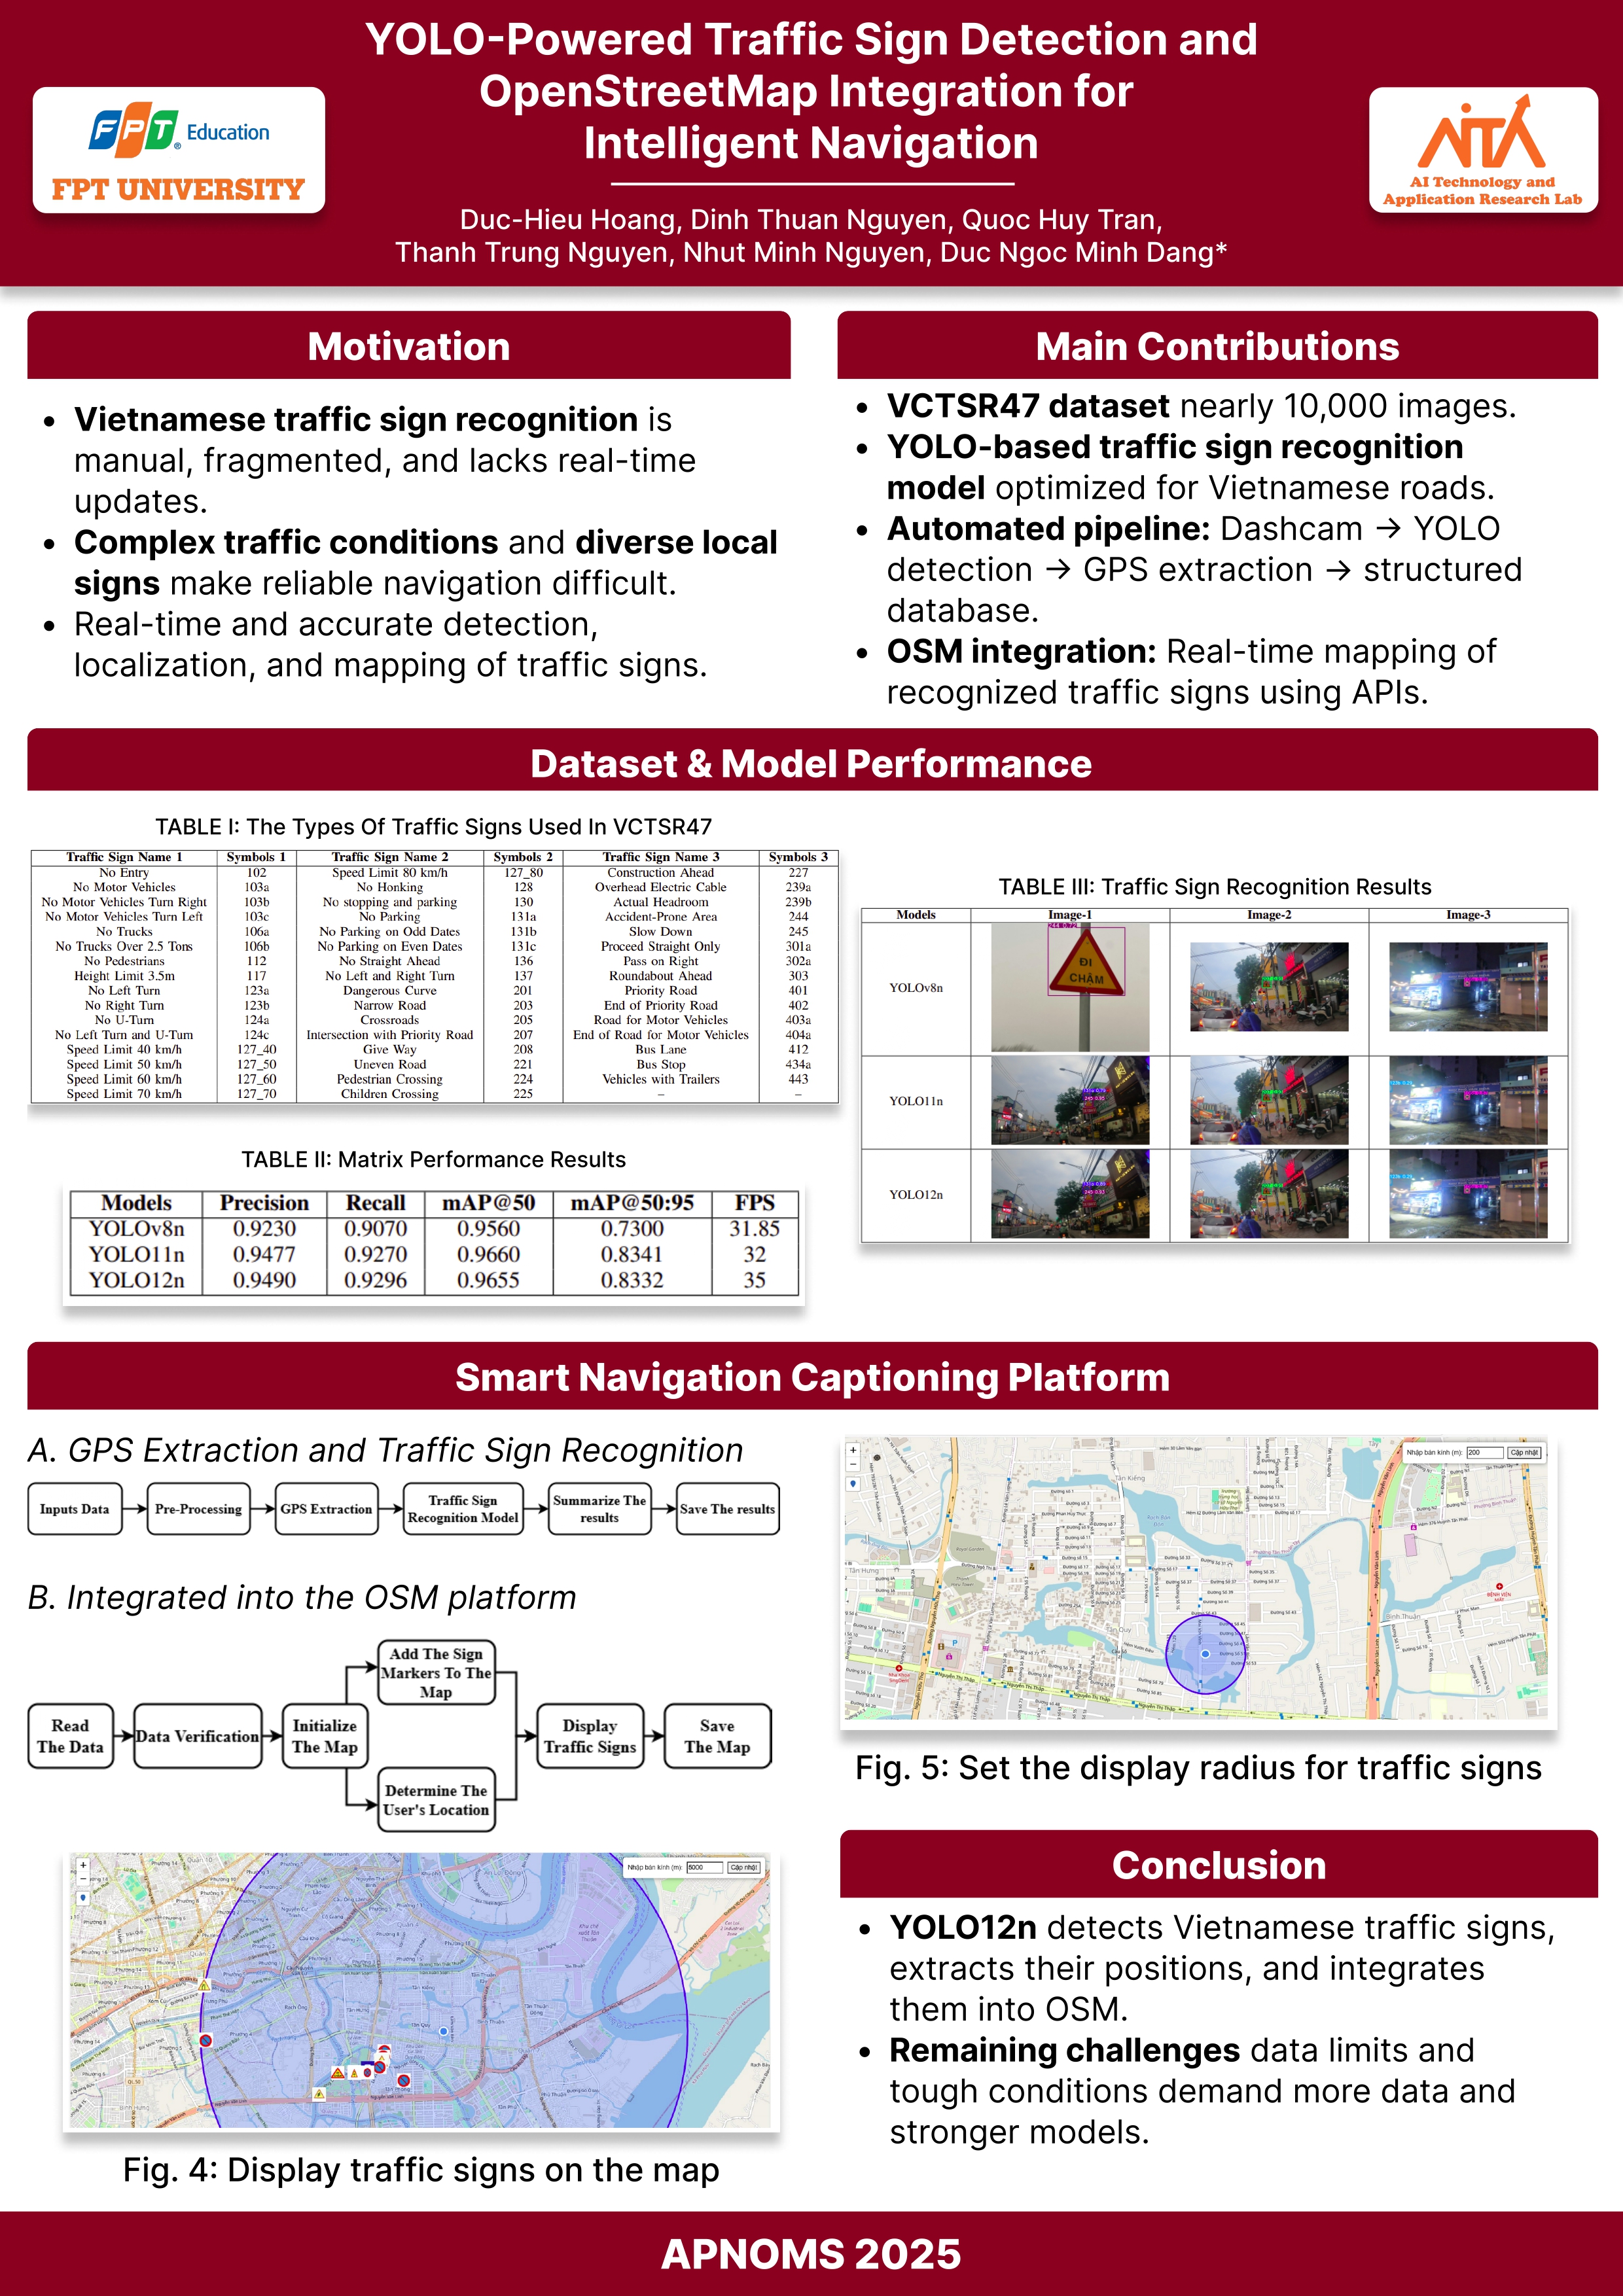 YOLO-Powered Traffic Sign Detection and
OpenStreetMap Integration for
Intelligent Navigation
FPT Education
FPT UNIVERSITY
AiTA
AI Technology and
Application Research Lab
Duc-Hieu Hoang, Dinh Thuan Nguyen, Quoc Huy Tran,
Thanh Trung Nguyen, Nhut Minh Nguyen, Duc Ngoc Minh Dang*
Motivation
• Vietnamese traffic sign recognition is
manual, fragmented, and lacks real-time
updates.
• Complex traffic conditions and diverse local
signs make reliable navigation difficult.
• Real-time and accurate detection,
localization, and mapping of traffic signs.
Main Contributions
• VCTSR47 dataset nearly 10,000 images.
• YOLO-based traffic sign recognition
model optimized for Vietnamese roads.
• Automated pipeline: Dashcam → YOLO
detection → GPS extraction → structured
database.
• OSM integration: Real-time mapping of
recognized traffic signs using APIs.
Dataset & Model Performance
TABLE I: The Types Of Traffic Signs Used In VCTSR47
Traffic Sign Name 1 Symbols 1 Traffic Sign Name 2 Symbols 2 Traffic Sign Name 3 Symbols 3
No Entry 102 Speed Limit 80 km/h 127_80 Construction Ahead 227
No Motor Vehicles 103a No Honking 128 Overhead Electric Cable 239a
No Motor Vehicles Turn Right 103b No stopping and parking 130 Actual Headroom 239b
No Motor Vehicles Turn Left 103c No Parking 131a Accident-Prone Area 244
No Trucks 106a No Parking on Odd Dates 131b Slow Down 245
No Trucks Over 2.5 Tons 106b No Parking on Even Dates 131c Proceed Straight Only 301a
No Pedestrians 112 No Straight Ahead 136 Pass on Right 302a
Height Limit 3.5m 117 No Left and Right Turn 137 Roundabout Ahead 303
No Left Turn 123a Dangerous Curve 201 Priority Road 401
No Right Turn 123b Narrow Road 203 End of Priority Road 402
No U-Turn 124a Crossroads 205 Road for Motor Vehicles 403a
No Left Turn and U-Turn 124c Intersection with Priority Road 207 End of Road for Motor Vehicles 404a
Speed Limit 40 km/h 127_40 Give Way 208 Bus Lane 412
Speed Limit 50 km/h 127_50 Uneven Road 221 Bus Stop 434a
Speed Limit 60 km/h 127_60 Pedestrian Crossing 224 Vehicles with Trailers 443
Speed Limit 70 km/h 127_70 Children Crossing 225 – –
TABLE II: Matrix Performance Results
Models Precision Recall mAP@50 mAP@50:95 FPS
YOLOv8n 0.9230 0.9070 0.9560 0.7300 31.85
YOLO11n 0.9477 0.9270 0.9660 0.8341 32
YOLO12n 0.9490 0.9296 0.9655 0.8332 35
TABLE III: Traffic Sign Recognition Results
Models Image-1 Image-2 Image-3
YOLOv8n
ĐI
CHẬM
YOLO11n
YOLO12n
Smart Navigation Captioning Platform
A. GPS Extraction and Traffic Sign Recognition
Inputs Data
Pre-Processing
GPS Extraction
Traffic Sign
Recognition Model
Summarize The
results
Save The results
B. Integrated into the OSM platform
Read
The Data
Data Verification
Initialize
The Map
Add The Sign
Markers To The
Map
Determine The
User's Location
Display
Traffic Signs
Save
The Map
Nhập bán kính (m): 5000 Cập nhật
Fig. 4: Display traffic signs on the map
Nhập bán kính (m): 200 Cập nhật
Fig. 5: Set the display radius for traffic signs
Conclusion
• YOLO12n detects Vietnamese traffic signs,
extracts their positions, and integrates
them into OSM.
• Remaining challenges data limits and
tough conditions demand more data and
stronger models.
APNOMS 2025